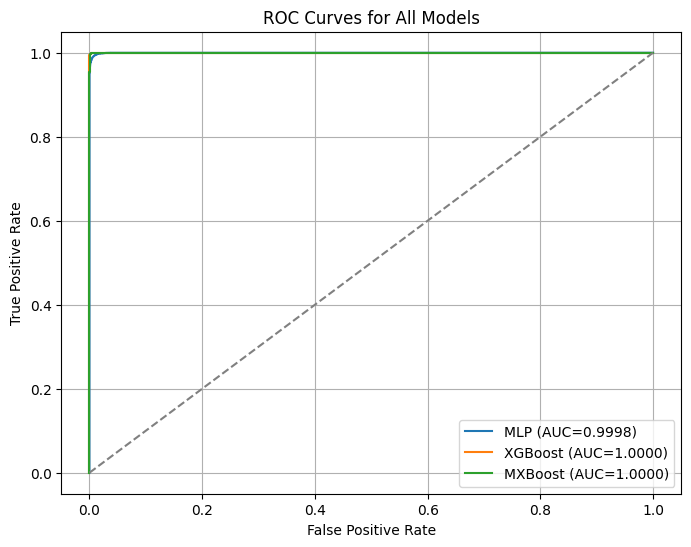 ROC Curves for All Models
True Positive Rate
1.0
0.8
0.6
0.4
0.2
0.0
MLP (AUC=0.9998)
XGBoost (AUC=1.0000)
MXBoost (AUC=1.0000)
0.0 0.2 0.4 0.6 0.8 1.0
False Positive Rate